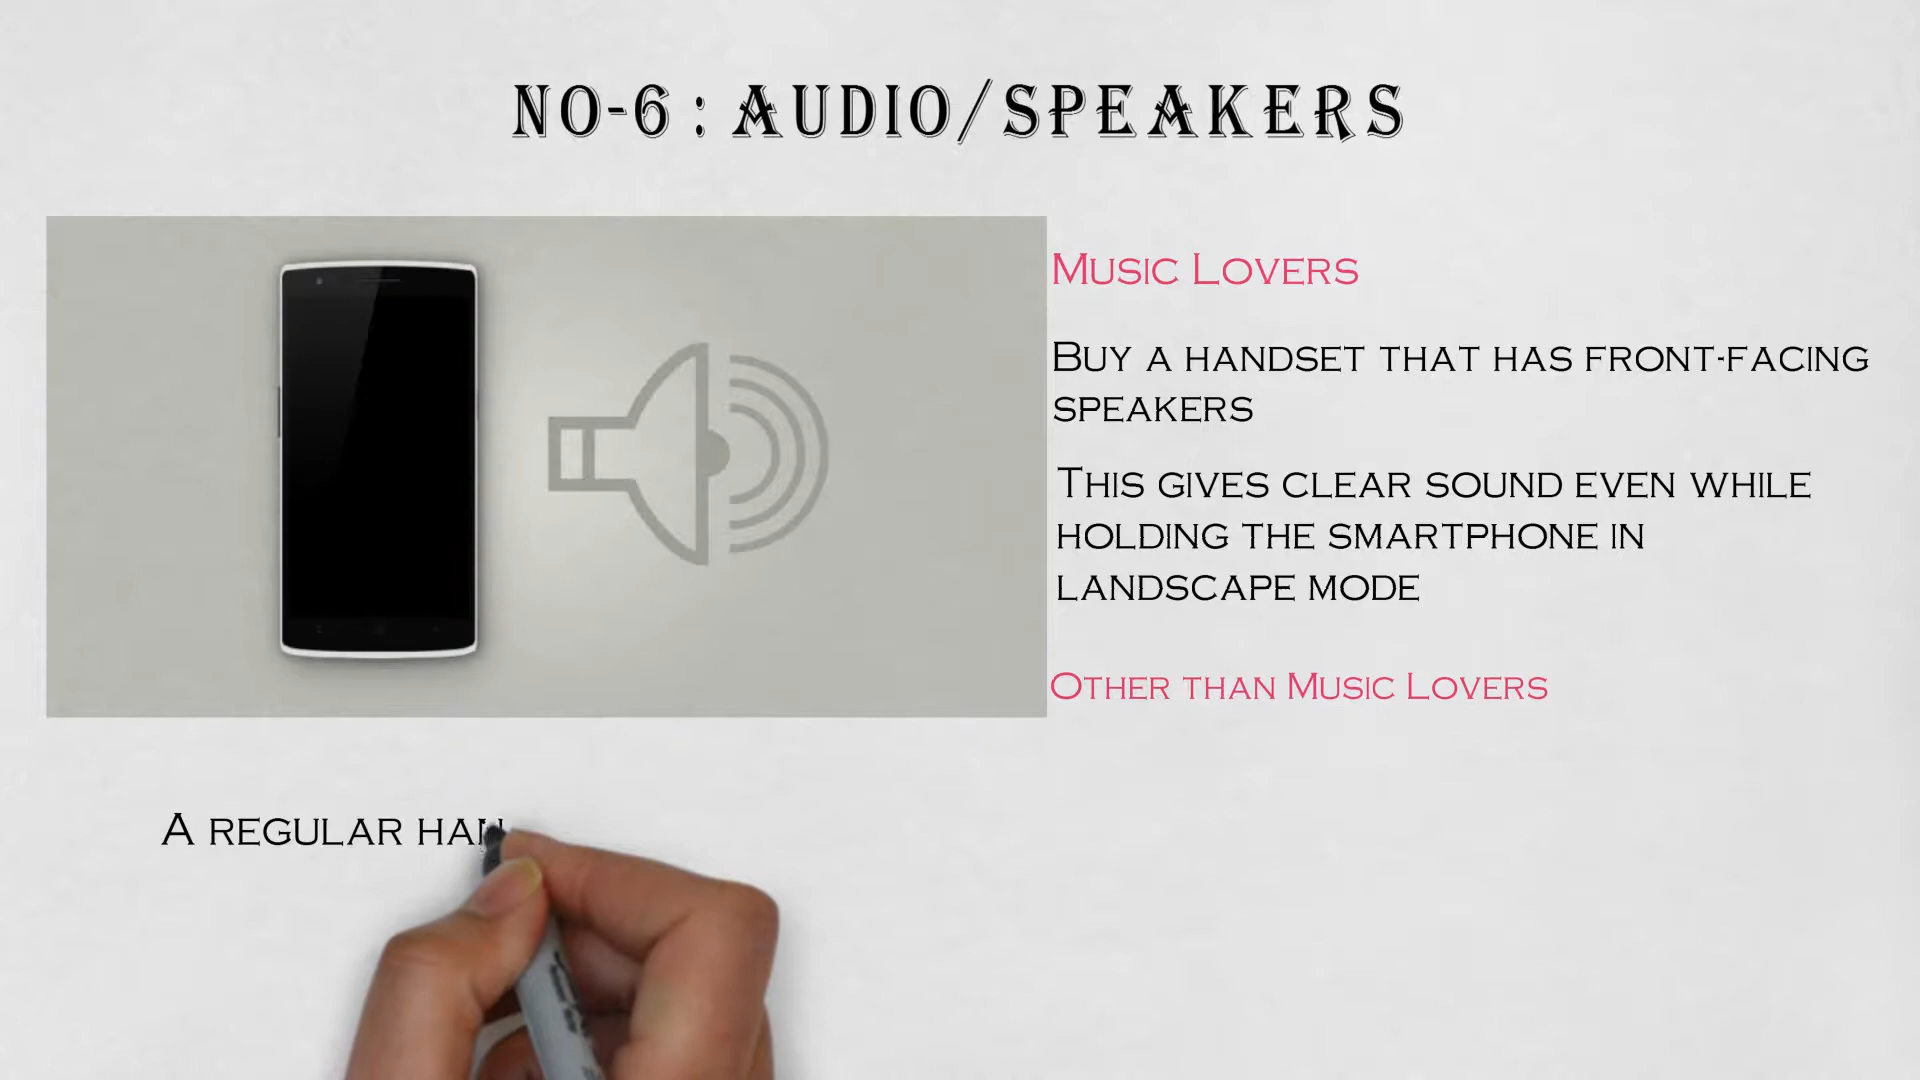 NO-6 : AUDIO/SPEAKERS
Music Lovers
Buy a handset that has front-facing
speakers
This gives clear sound even while
holding the smartphone in
landscape mode
Other than Music Lovers
A regular han